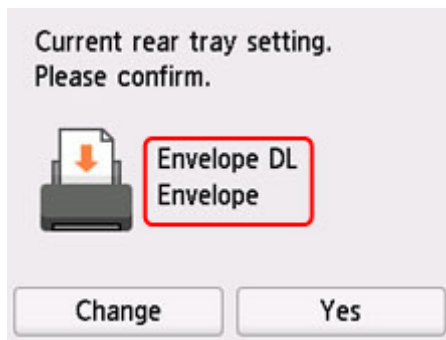 Current rear tray setting.
Please confirm.
Envelope DL
Envelope
Change
Yes